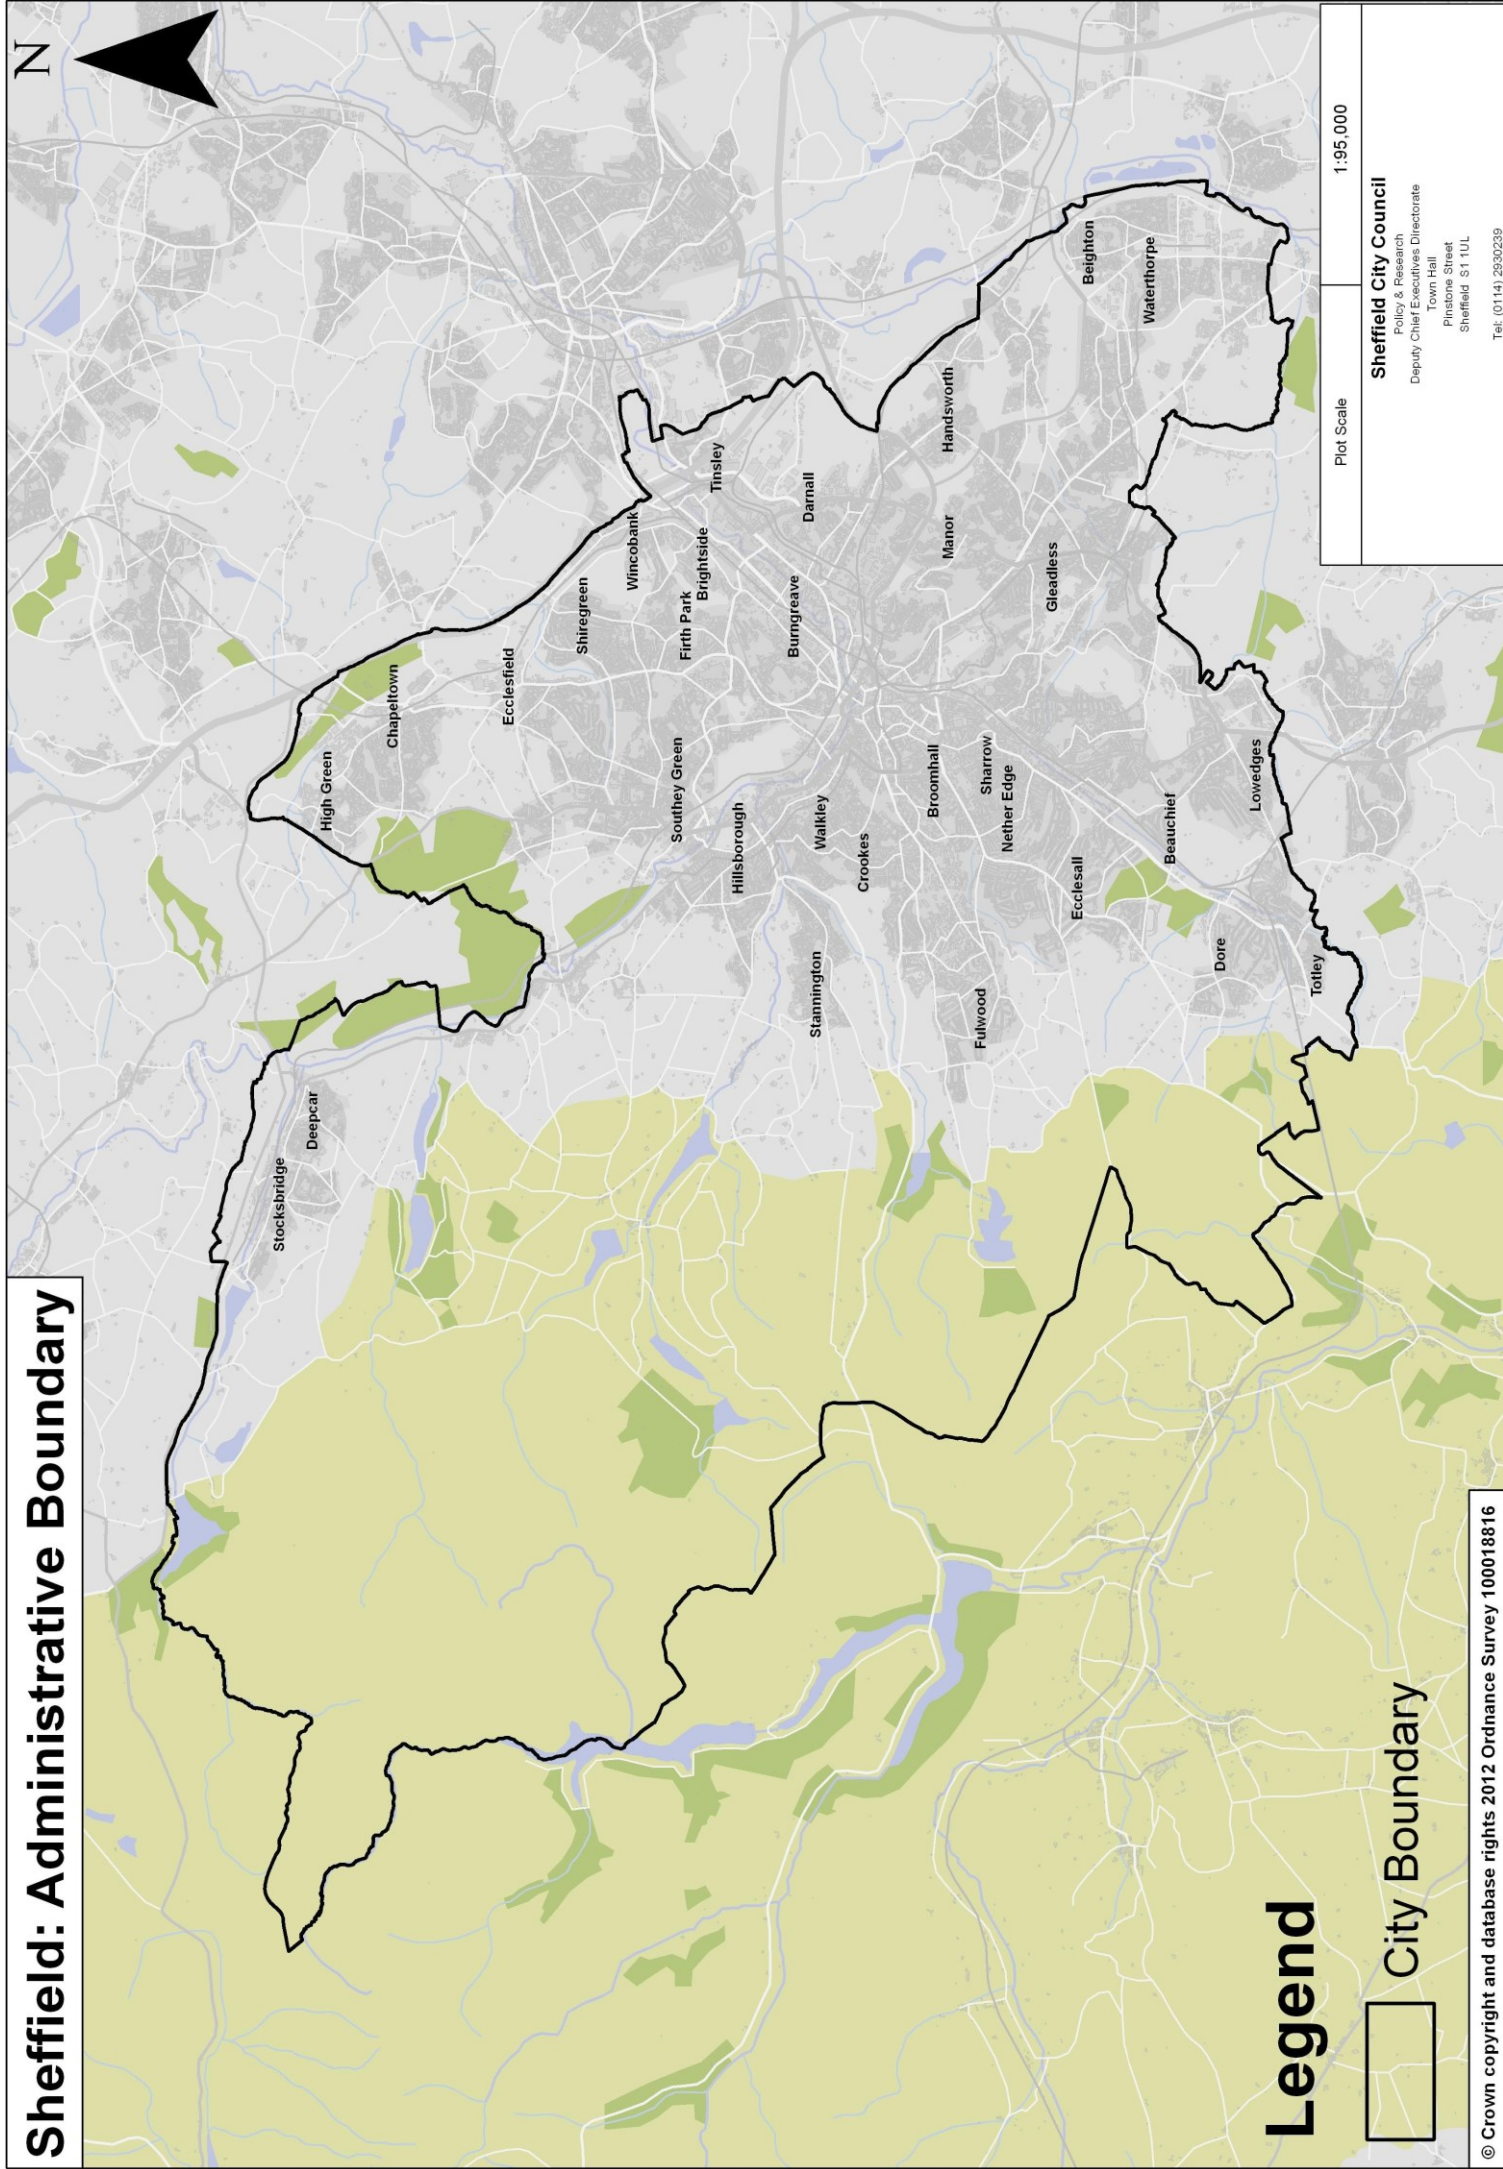 Sheffield: Administrative Boundary
N
Stocksbridge
Deepcar
High Green
Chapeltown
Ecclesfield
Shiregreen
Wincobank
Southey Green
Firth Park
Brightside
Tinsley
Hillsborough
Burngreave
Darnall
Stannington
Walkley
Crookes
Broomhall
Manor
Handsworth
Fulwood
Sharrow
Nether Edge
Gleadless
Ecclesall
Beighton
Waterthorpe
Beauchief
Dore
Lowedges
Totley
Legend
City Boundary
Plot Scale
1:95,000
Sheffield City Council
Policy & Research
Deputy Chief Executives Directorate
Town Hall
Pinstone Street
Sheffield S1 1UL
Tel: (0114) 2930239
© Crown copyright and database rights 2012 Ordnance Survey 100018816